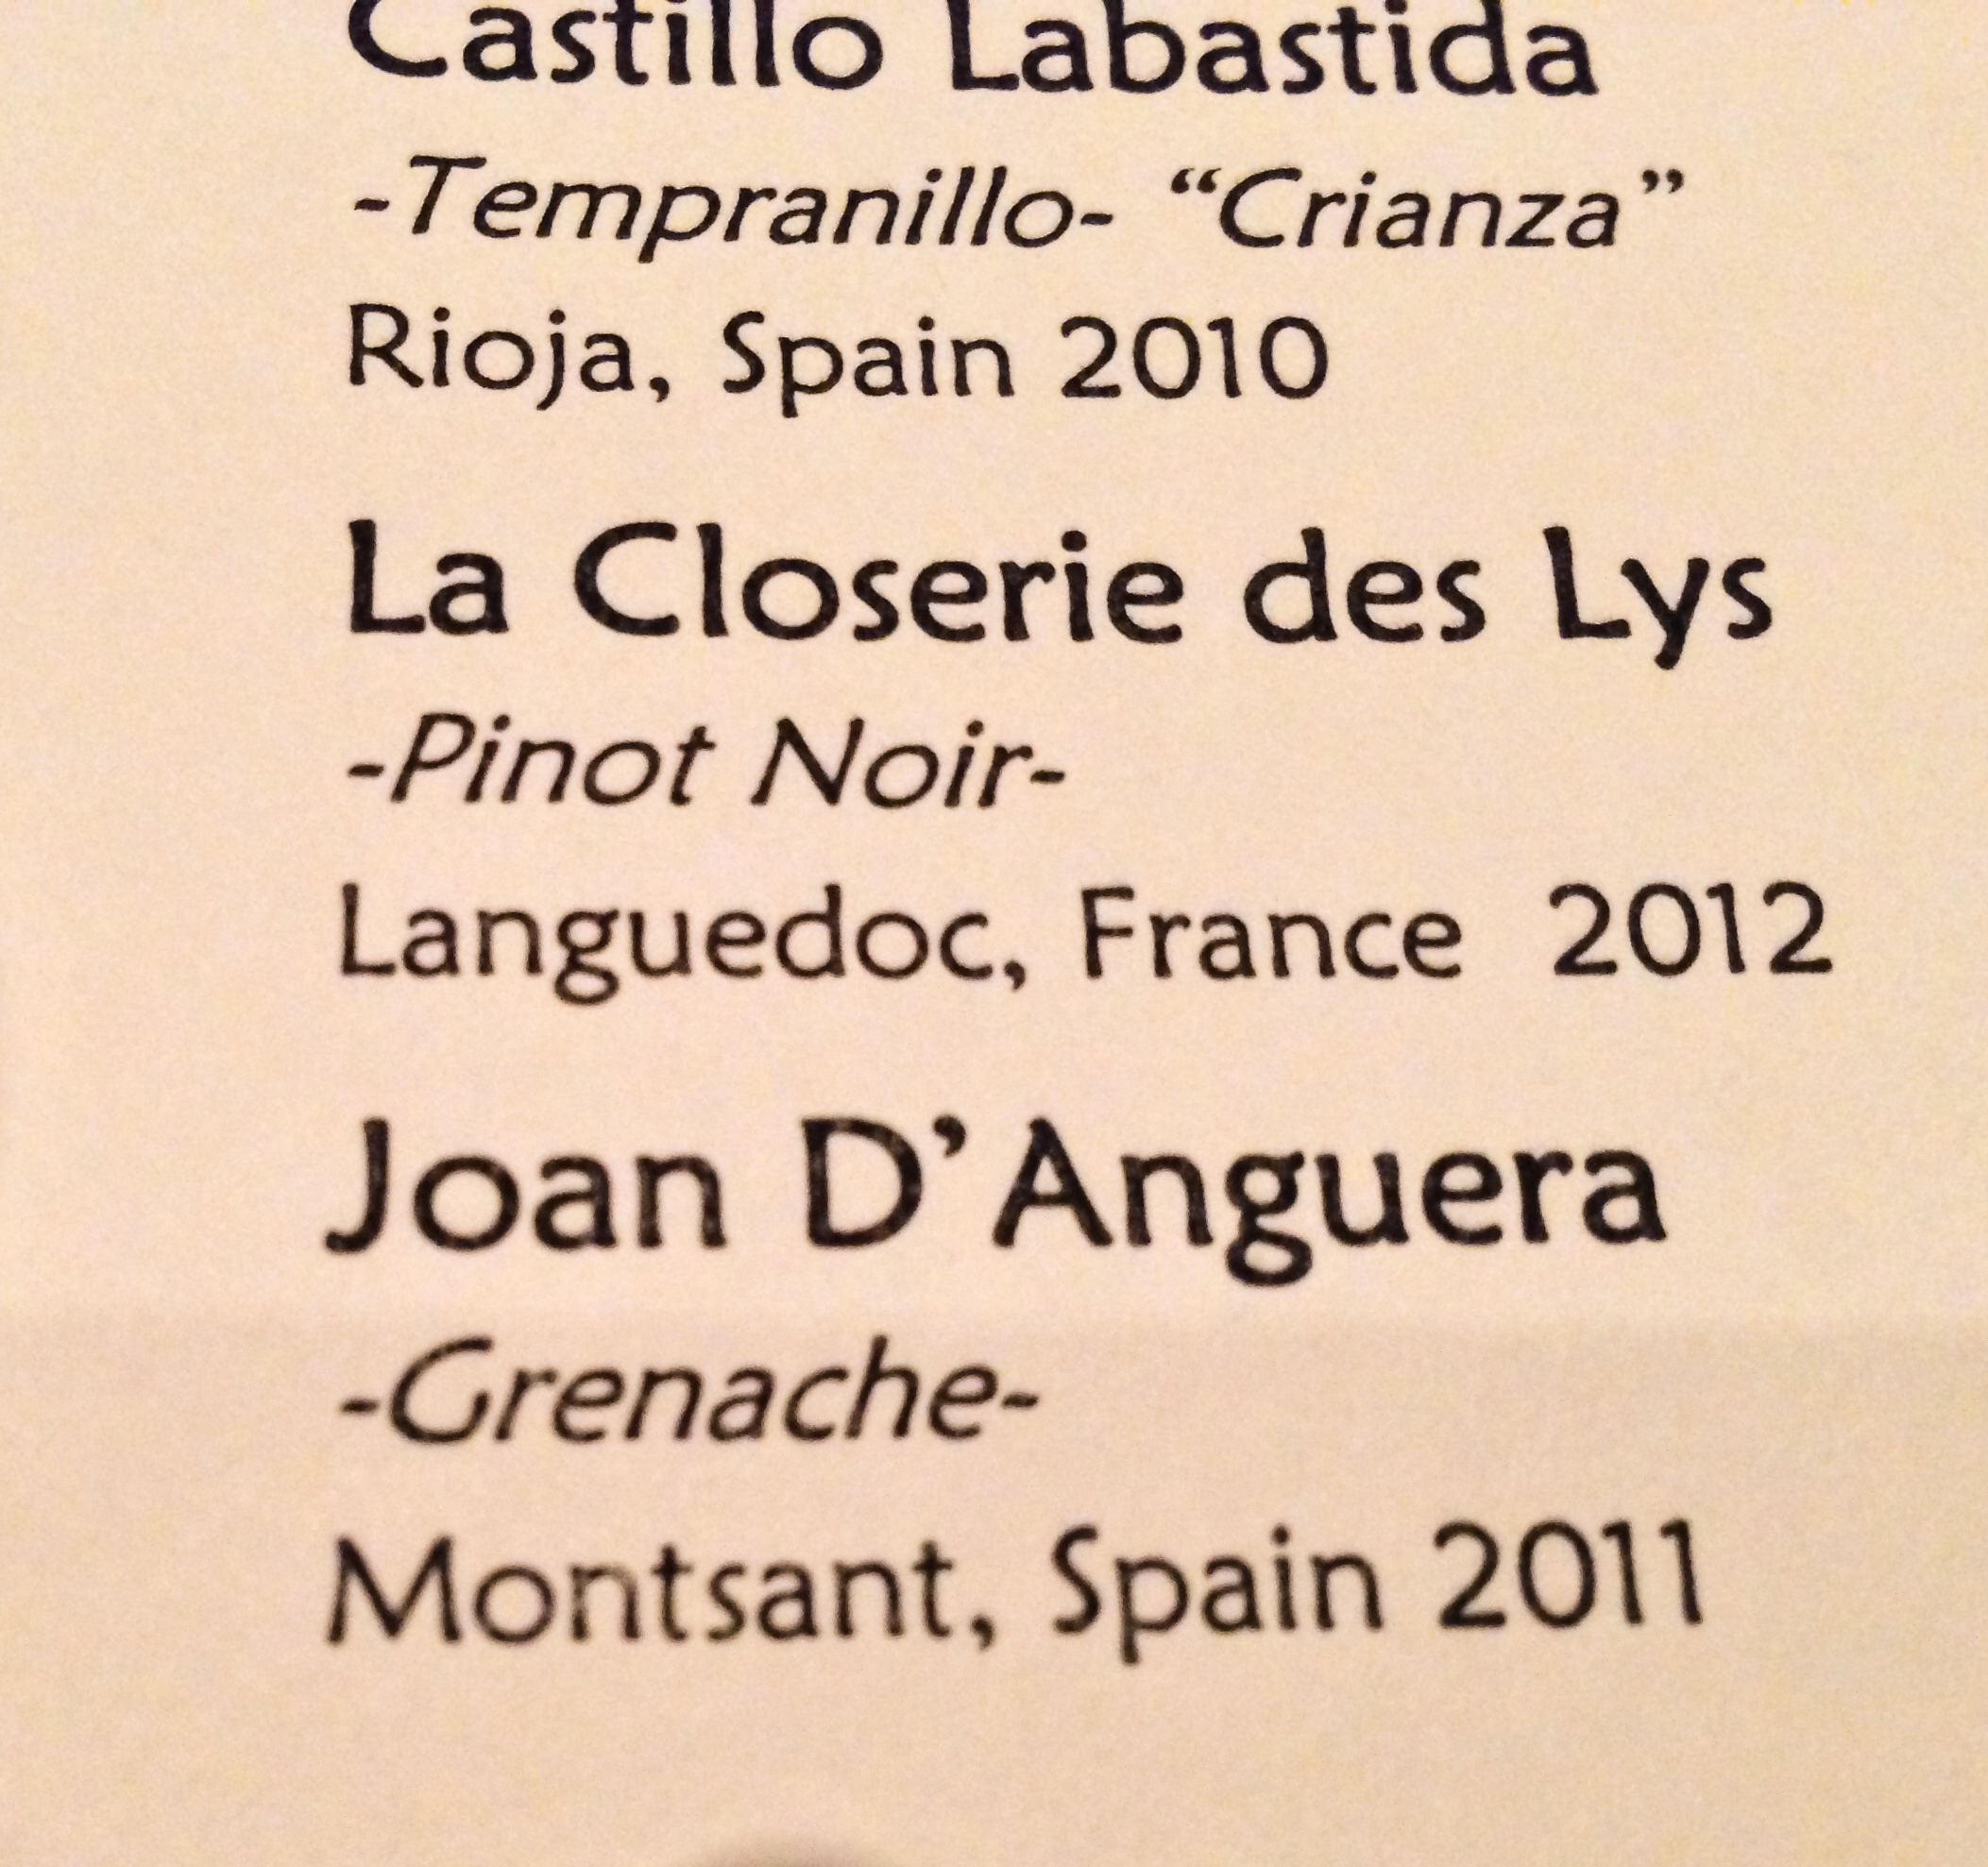 Castillo Labastida
-Tempranillo- “Crianza”
Rioja, Spain 2010
La Closerie des Lys
-Pinot Noir-
Languedoc, France 2012
Joan D’Anguera
-Grenache-
Montsant, Spain 2011